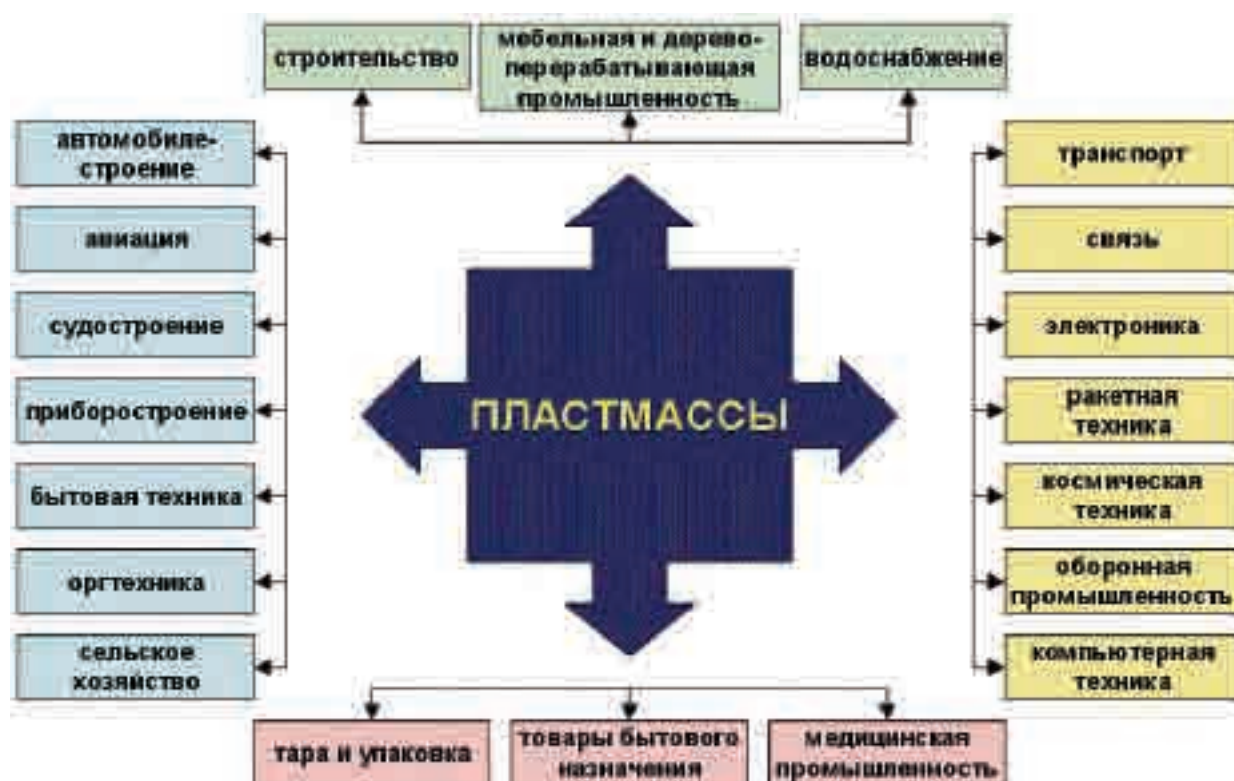 строительство
мебельная и дерево-
перерабатывающая
промышленность
водоснабжение
автомобиле-
строение
авиация
судостроение
приборостроение
бытовая техника
оргтехника
сельское
хозяйство
ПЛАСТМАССЫ
транспорт
связь
электроника
ракетная
техника
космическая
техника
оборонная
промышленность
компьютерная
техника
тара и упаковка
товары бытового
назначения
медицинская
промышленность